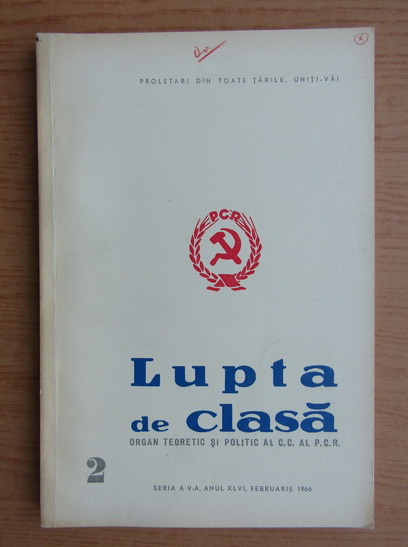 PROLETARI DIN TOATE ȚĂRILE, UNIȚI-VĂ!
PCR
Lupta
de clasă
ORGAN TEORETIC ȘI POLITIC AL C.C. AL P.C.R.
2
SERIA A V-A, ANUL XLVI, FEBRUARIE 1966